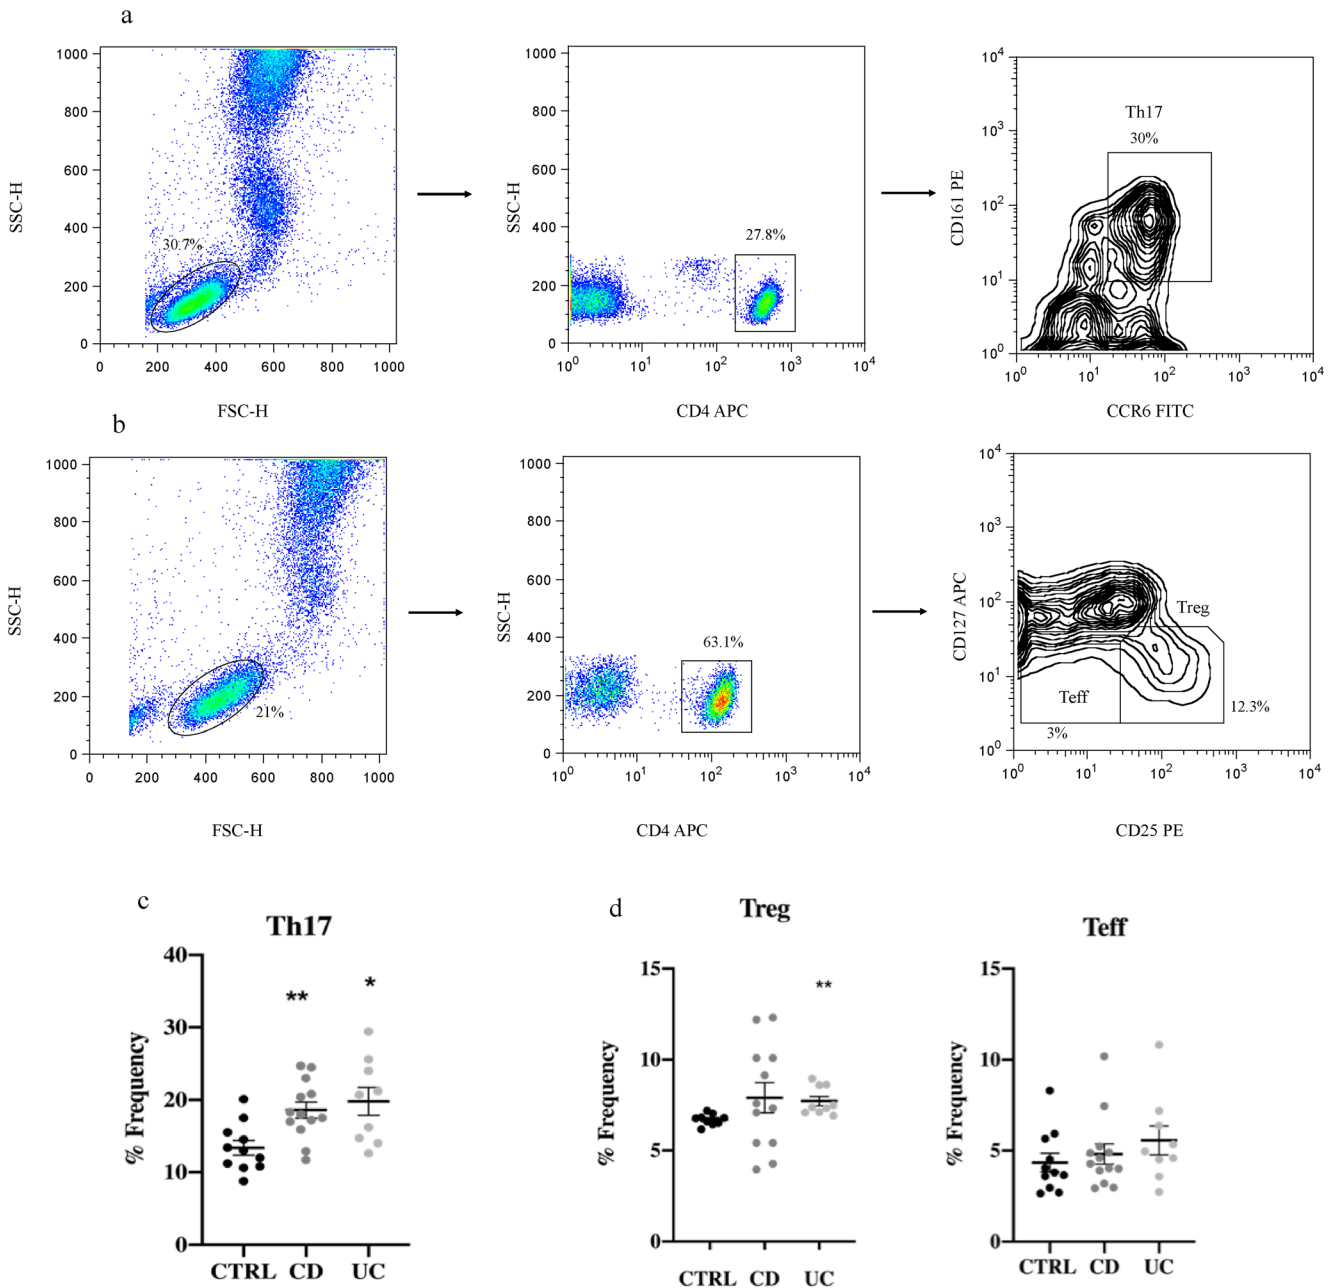 a
1000
800
600
400
200
0
SSC-H
30.7%
0 200 400 600 800 1000
FSC-H
1000
800
600
400
200
0
SSC-H
27.8%
10^0 10^1 10^2 10^3 10^4
CD4 APC
10^4
10^3
10^2
10^1
10^0
CD161 PE
Th17
30%
10^0 10^1 10^2 10^3 10^4
CCR6 FITC
b
1000
800
600
400
200
0
SSC-H
21%
0 200 400 600 800 1000
FSC-H
1000
800
600
400
200
0
SSC-H
63.1%
10^0 10^1 10^2 10^3 10^4
CD4 APC
10^4
10^3
10^2
10^1
10^0
CD127 APC
Treg
Teff
12.3%
3%
10^0 10^1 10^2 10^3 10^4
CD25 PE
c
Th17
40
30
20
10
0
% Frequency
**
*
CTRL CD UC
d
Treg
15
10
5
0
% Frequency
**
CTRL CD UC
Teff
15
10
5
0
% Frequency
CTRL CD UC